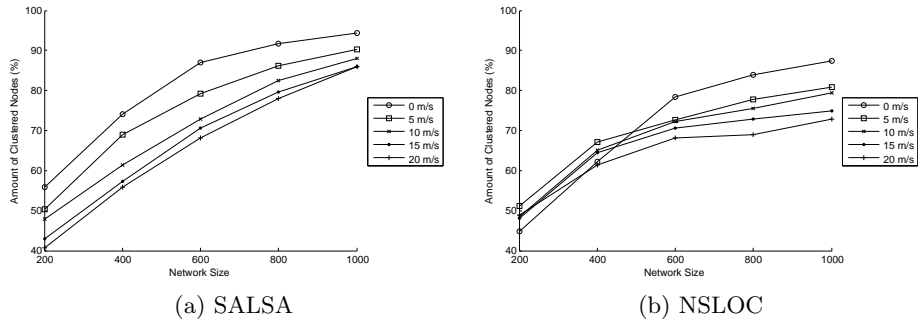 100
90
80
70
60
50
40
200
400
600
800
1000
Amount of Clustered Nodes (%)
Network Size
0 m/s
5 m/s
10 m/s
15 m/s
20 m/s
(a) SALSA
100
90
80
70
60
50
40
200
400
600
800
1000
Amount of Clustered Nodes (%)
Network Size
0 m/s
5 m/s
10 m/s
15 m/s
20 m/s
(b) NSLOC